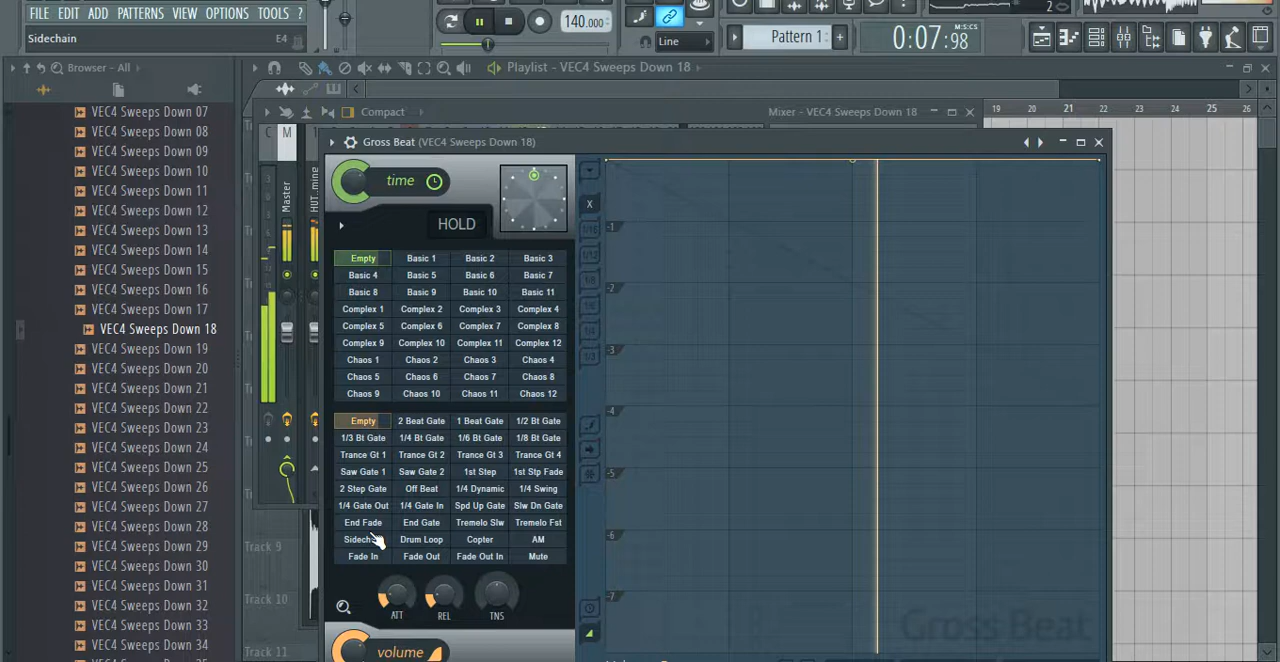 FILE EDIT ADD PATTERNS VIEW OPTIONS TOOLS ?
Sidechain E4
140.000
Line
Pattern 1
M:S:CS
0:07:98
2
Browser - All
Playlist - VEC4 Sweeps Down 18
VEC4 Sweeps Down 07
VEC4 Sweeps Down 08
VEC4 Sweeps Down 09
VEC4 Sweeps Down 10
VEC4 Sweeps Down 11
VEC4 Sweeps Down 12
VEC4 Sweeps Down 13
VEC4 Sweeps Down 14
VEC4 Sweeps Down 15
VEC4 Sweeps Down 16
VEC4 Sweeps Down 17
VEC4 Sweeps Down 18
VEC4 Sweeps Down 19
VEC4 Sweeps Down 20
VEC4 Sweeps Down 21
VEC4 Sweeps Down 22
VEC4 Sweeps Down 23
VEC4 Sweeps Down 24
VEC4 Sweeps Down 25
VEC4 Sweeps Down 26
VEC4 Sweeps Down 27
VEC4 Sweeps Down 28
VEC4 Sweeps Down 29
VEC4 Sweeps Down 30
VEC4 Sweeps Down 31
VEC4 Sweeps Down 32
VEC4 Sweeps Down 33
VEC4 Sweeps Down 34
Compact
Mixer - VEC4 Sweeps Down 18
19 20 21 22 23 24 25 26
C M
Master
Track 9
Track 10
Track 11
Gross Beat (VEC4 Sweeps Down 18)
time
HOLD
Empty Basic 1 Basic 2 Basic 3
Basic 4 Basic 5 Basic 6 Basic 7
Basic 8 Basic 9 Basic 10 Basic 11
Complex 1 Complex 2 Complex 3 Complex 4
Complex 5 Complex 6 Complex 7 Complex 8
Complex 9 Complex 10 Complex 11 Complex 12
Chaos 1 Chaos 2 Chaos 3 Chaos 4
Chaos 5 Chaos 6 Chaos 7 Chaos 8
Chaos 9 Chaos 10 Chaos 11 Chaos 12
Empty 2 Beat Gate 1 Beat Gate 1/2 Bt Gate
1/3 Bt Gate 1/4 Bt Gate 1/6 Bt Gate 1/8 Bt Gate
Trance Gt 1 Trance Gt 2 Trance Gt 3 Trance Gt 4
Saw Gate 1 Saw Gate 2 1st Step 1st Stp Fade
2 Step Gate Off Beat 1/4 Dynamic 1/4 Swing
1/4 Gate Out 1/4 Gate In Spd Up Gate Slw Dn Gate
End Fade End Gate Tremelo Slw Tremelo Fst
Drum Loop Copter AM
Fade In Fade Out Fade Out In Mute
ATT REL TNS
volume
X
-1
-2
-3
-4
-5
-6
-7
Gross Beat